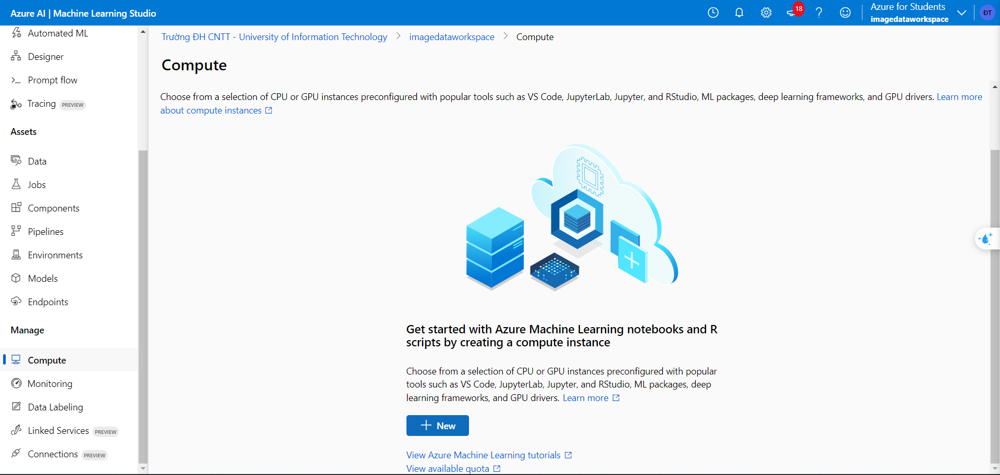 Azure AI | Machine Learning Studio
18
Azure for Students
imagedataworkspace
ĐT
Automated ML
Designer
Prompt flow
Tracing PREVIEW
Assets
Data
Jobs
Components
Pipelines
Environments
Models
Endpoints
Manage
Compute
Monitoring
Data Labeling
Linked Services PREVIEW
Connections PREVIEW
Trường ĐH CNTT - University of Information Technology > imagedataworkspace > Compute
Compute
Choose from a selection of CPU or GPU instances preconfigured with popular tools such as VS Code, JupyterLab, Jupyter, and RStudio, ML packages, deep learning frameworks, and GPU drivers. Learn more
about compute instances
Get started with Azure Machine Learning notebooks and R
scripts by creating a compute instance
Choose from a selection of CPU or GPU instances preconfigured with popular
tools such as VS Code, JupyterLab, Jupyter, and RStudio, ML packages, deep
learning frameworks, and GPU drivers. Learn more
New
View Azure Machine Learning tutorials
View available quota